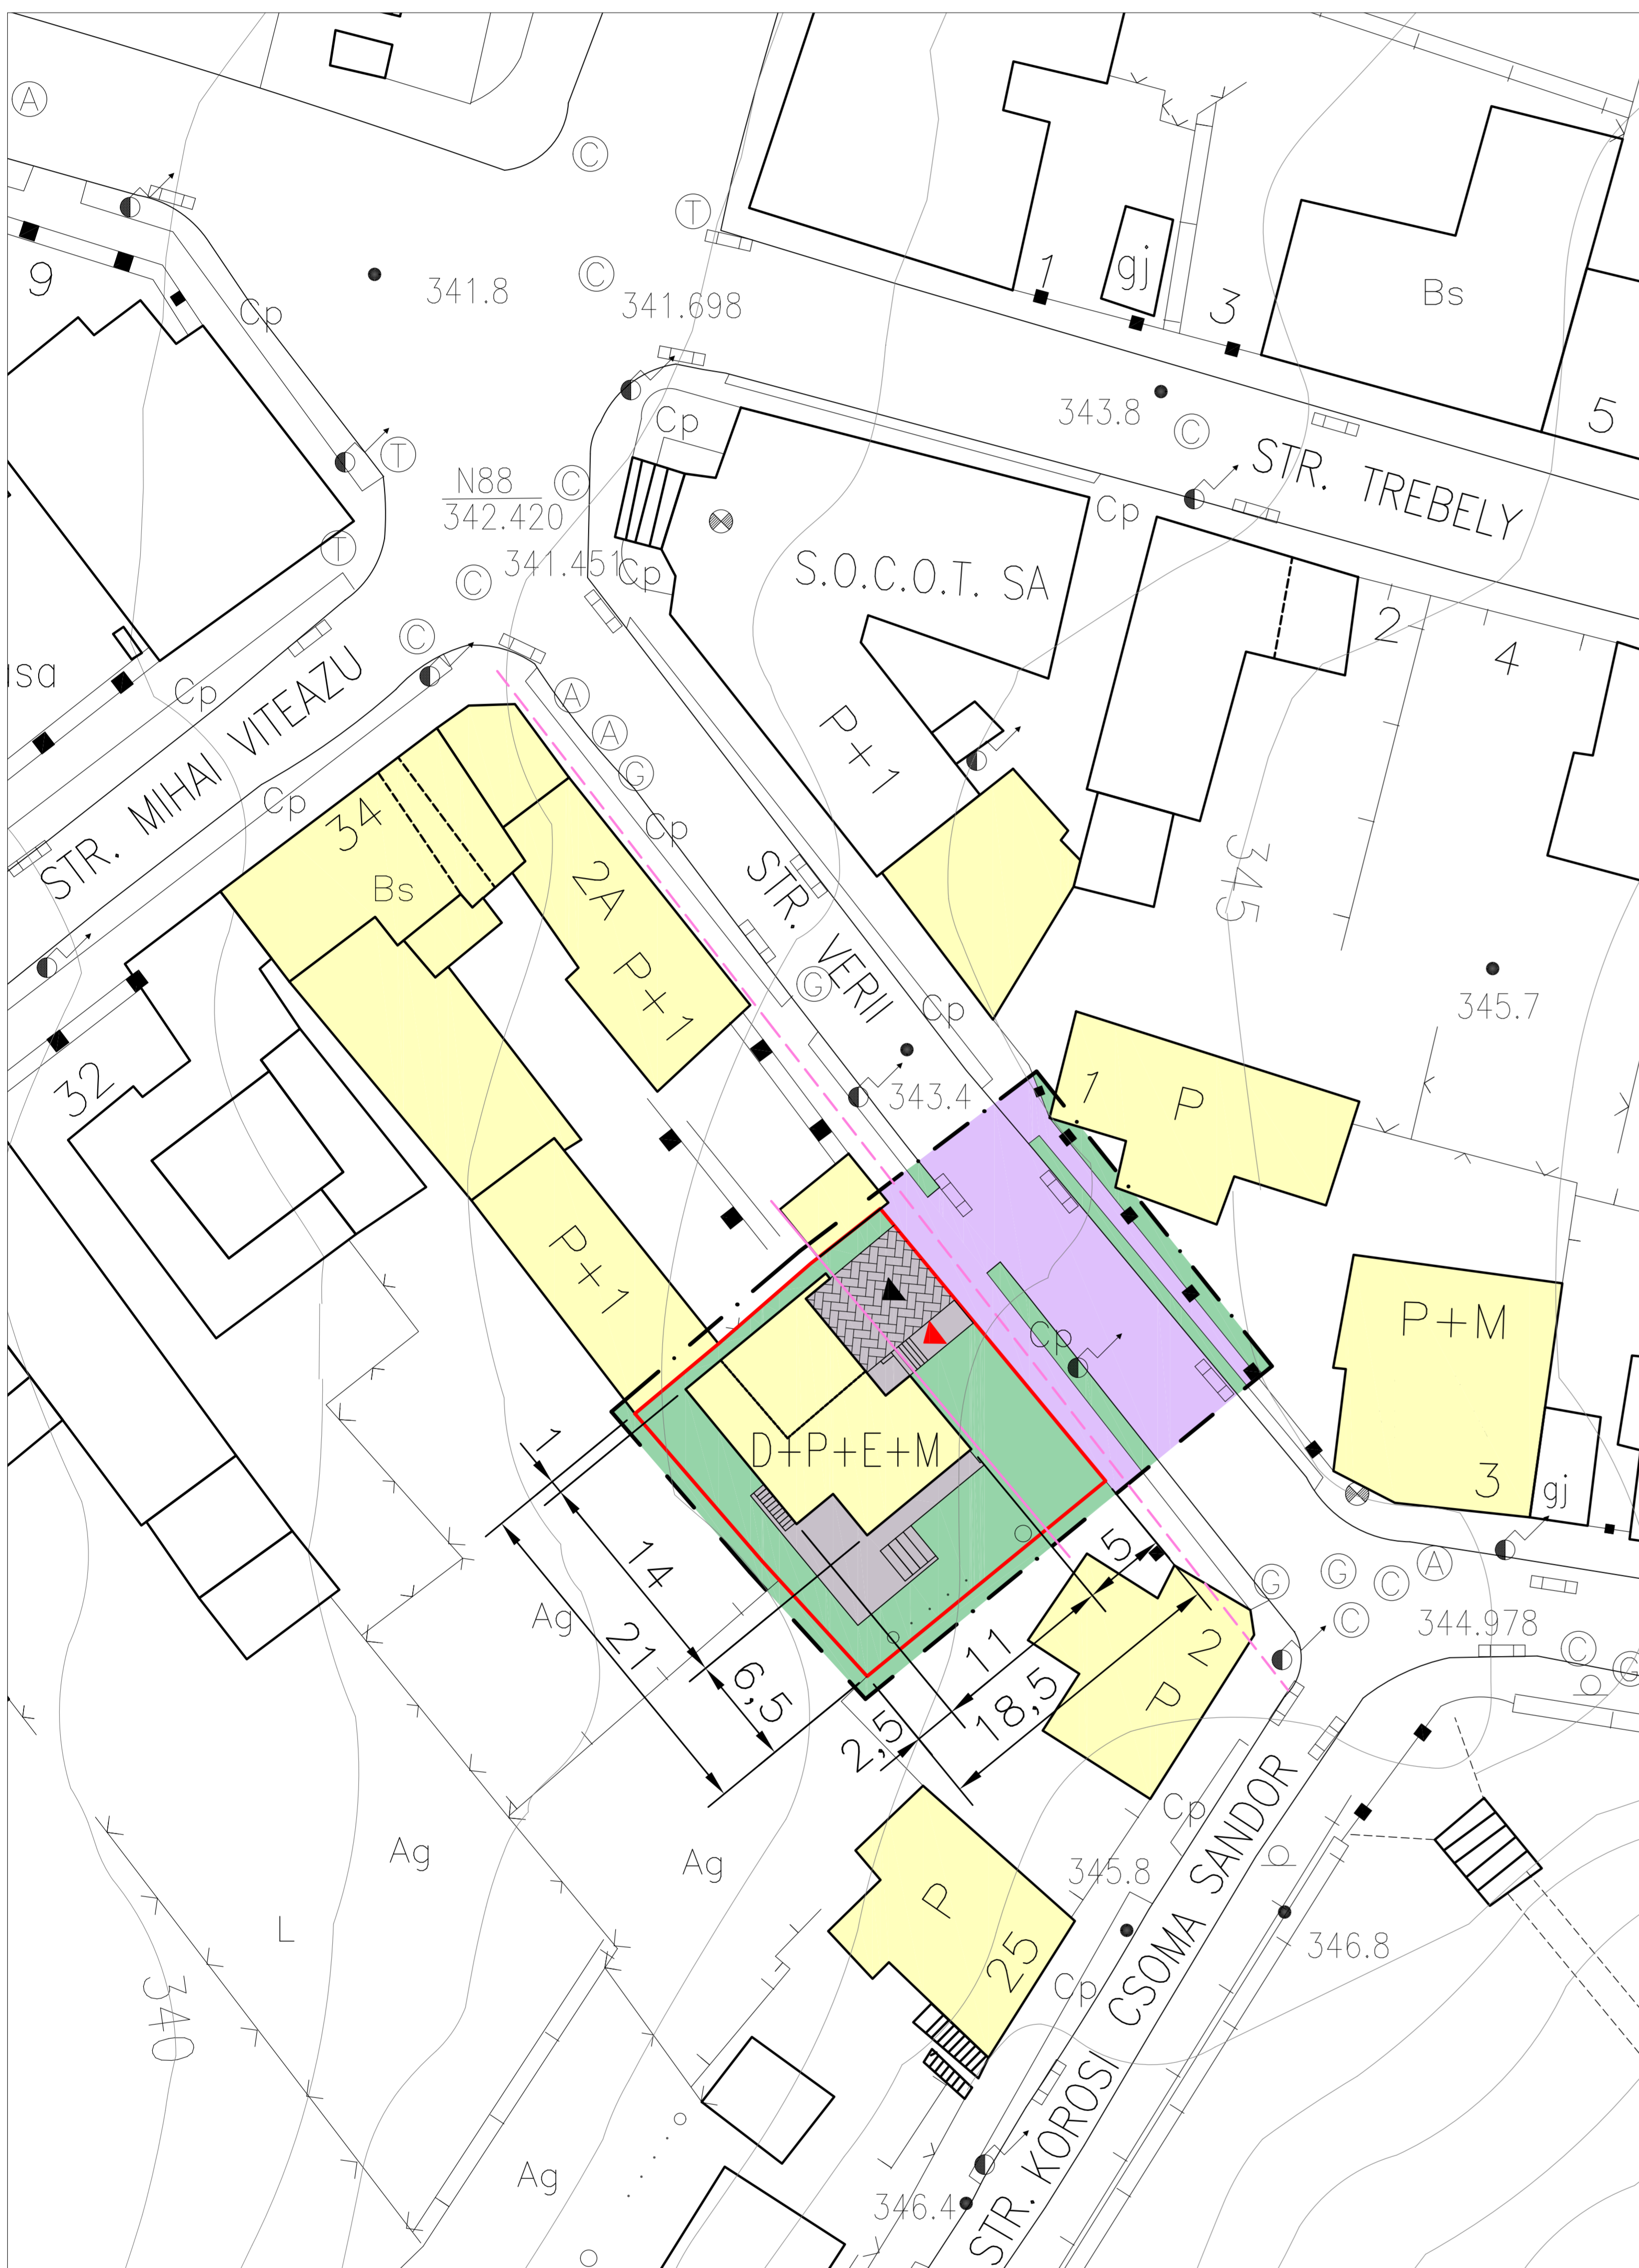 A
C
T
9
Cp
341.8
C
341.698
1
gj
3
Bs
343.8
C
5
Cp
T
N88
342.420
C
STR. TREBELY
Cp
T
341.451
Cp
C
S.O.C.O.T. SA
2
4
C
asa
Cp
STR. MIHAI VITEAZU
A
A
G
P+1
Cp
34
Bs
Cp
2A P+1
STR. VERII
345
G
Cp
345.7
32
343.4
1
P
P+1
Cp
P+M
D+P+E+M
3
gj
1
14
21
6,5
5
11
18,5
2,5
Ag
G
G
C
A
C
344.978
C
G
2
P
Cp
Ag
Ag
345.8
STR. KOROSI CSOMA SANDOR
P
25
L
346.8
Cp
340
Ag
346.4